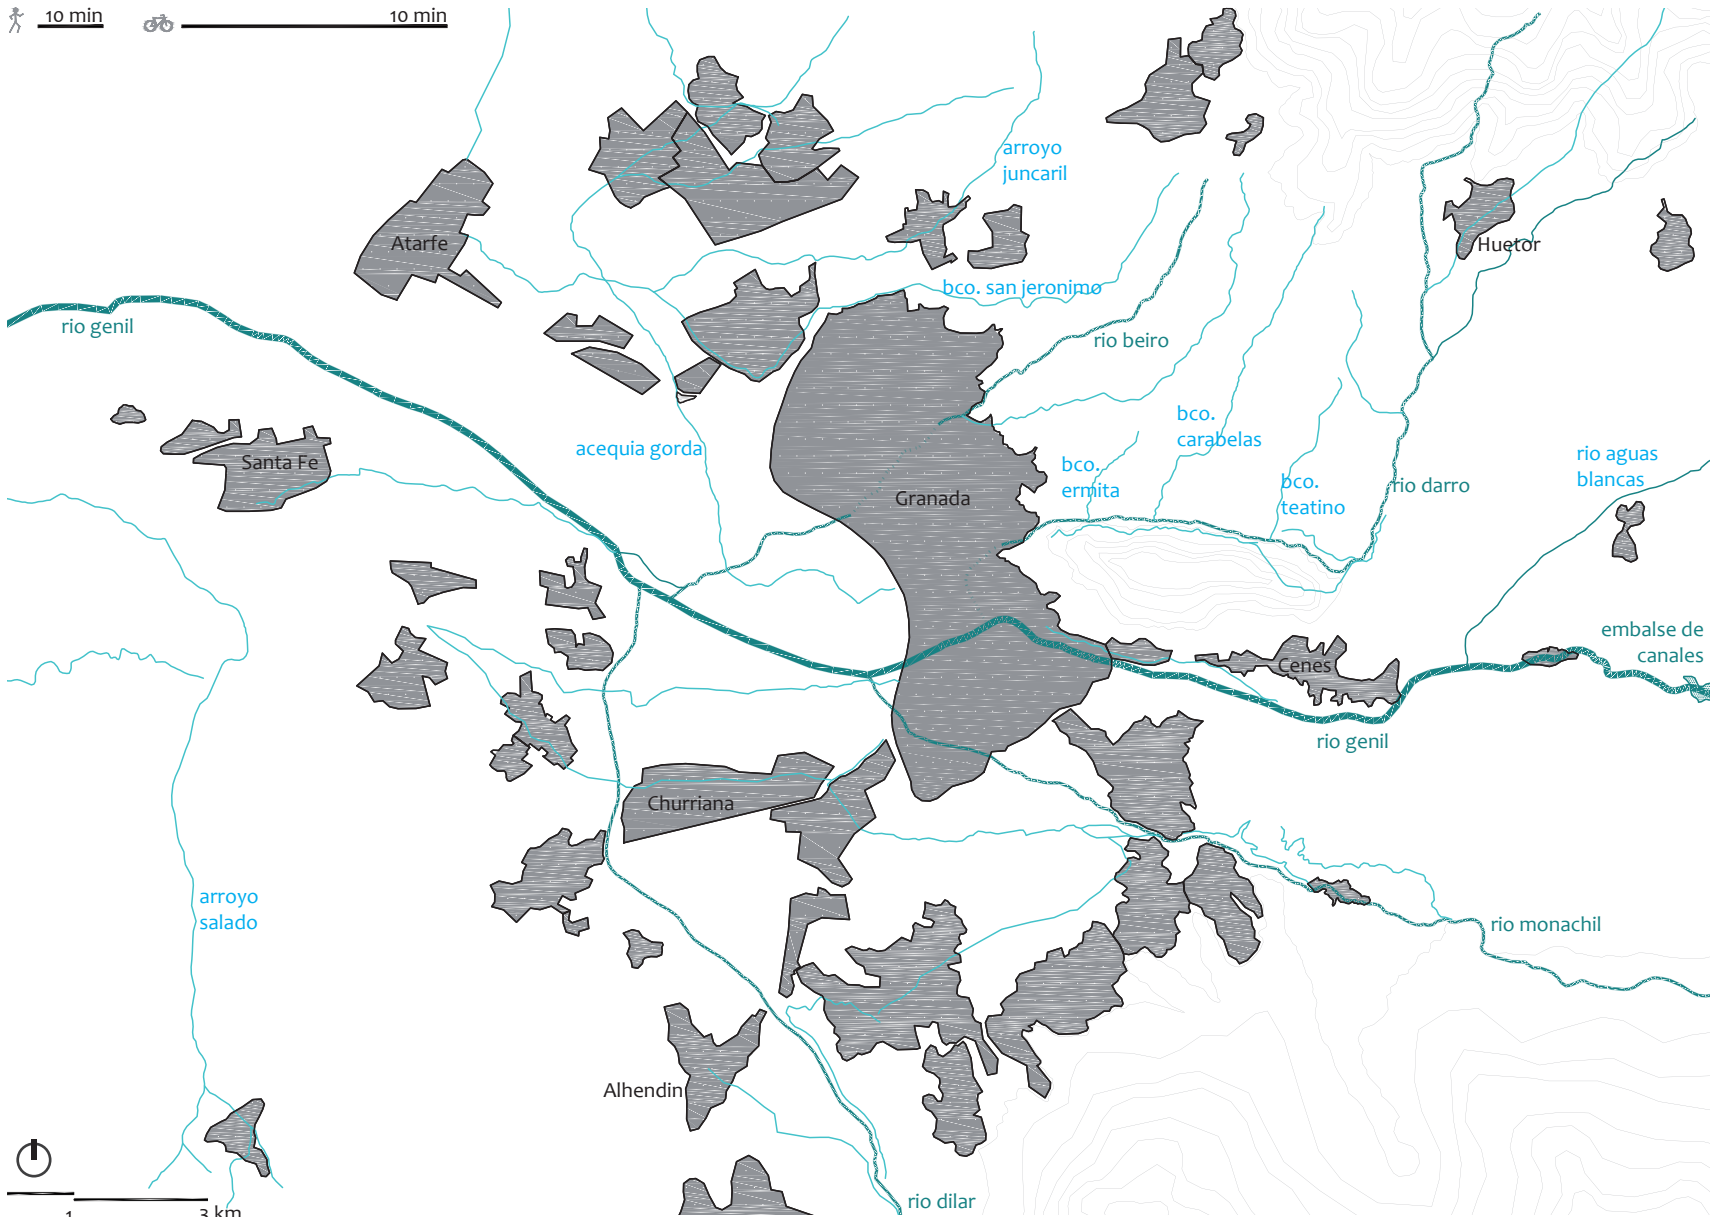 10 min
10 min
arroyo
juncaril
Atarfe
Huetor
bco. san jeronimo
rio genil
rio beiro
bco.
carabelas
acequia gorda
Santa Fe
bco.
ermita
rio aguas
blancas
Granada
bco.
teatino
rio darro
embalse de
canales
Cenes
rio genil
Churriana
arroyo
salado
rio monachil
Alhendin
rio dilar
1
3 km